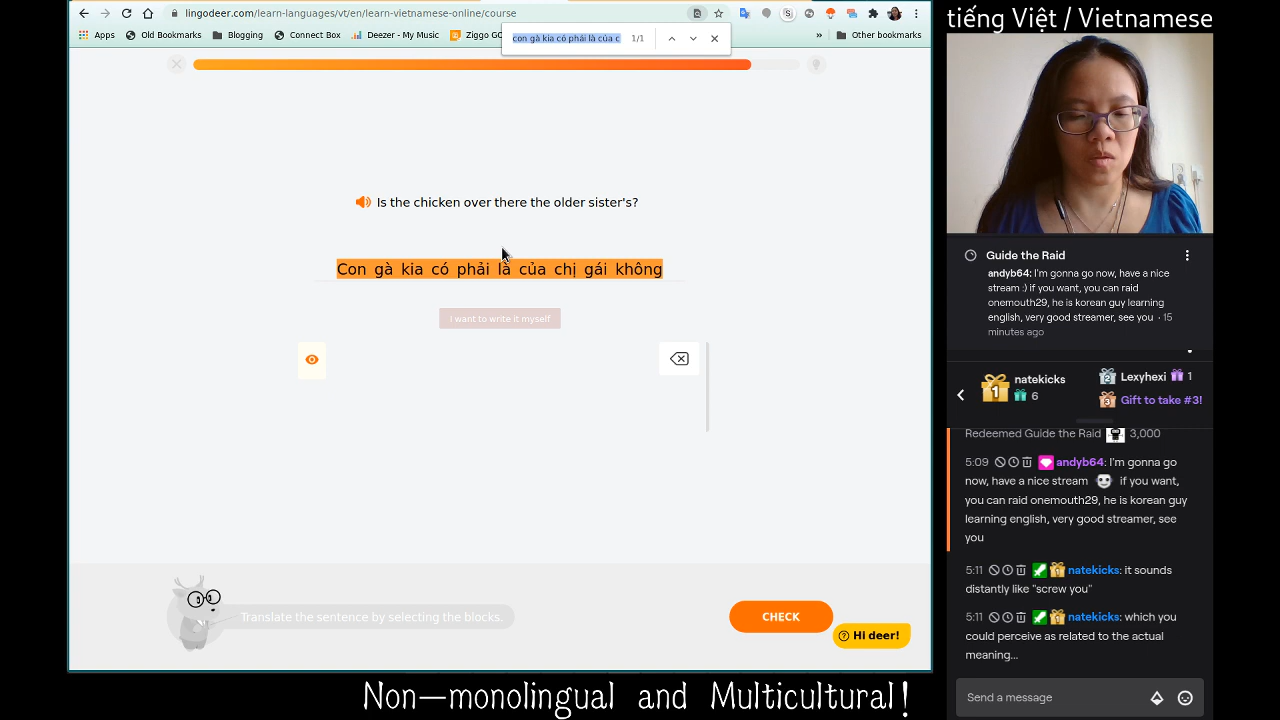 tiếng Việt / Vietnamese
lingodeer.com/learn-languages/vt/en/learn-vietnamese-online/course
con gà kia có phải là của c 1/1
Apps Old Bookmarks Blogging Connect Box Deezer - My Music Ziggo GO » Other bookmarks
Is the chicken over there the older sister's?
Con gà kia có phải là của chị gái không
I want to write it myself
Translate the sentence by selecting the blocks.
CHECK
Hi deer!
Guide the Raid
andyb64: I'm gonna go now, have a nice
stream :) if you want, you can raid
onemouth29, he is korean guy learning
english, very good streamer, see you · 15
minutes ago
1 natekicks
6
2 Lexyhexi 1
3 Gift to take #3!
Redeemed Guide the Raid 3,000
5:09 andyb64: I'm gonna go
now, have a nice stream if you want,
you can raid onemouth29, he is korean guy
learning english, very good streamer, see
you
5:11 natekicks: it sounds
distantly like "screw you"
5:11 natekicks: which you
could perceive as related to the actual
meaning...
Send a message
Non-monolingual and Multicultural!